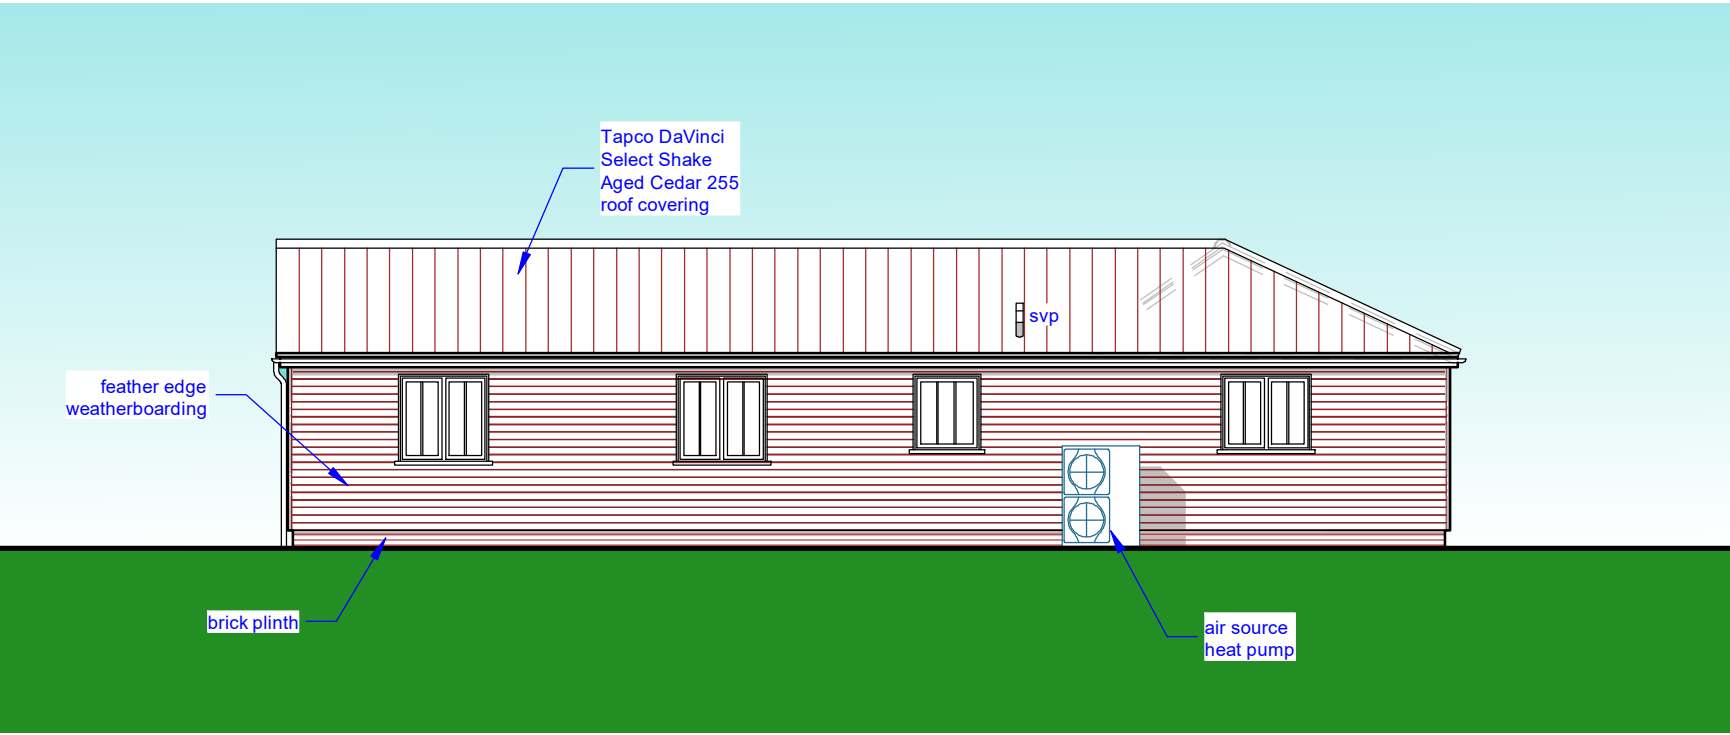 Tapco DaVinci
Select Shake
Aged Cedar 255
roof covering
svp
feather edge
weatherboarding
brick plinth
air source
heat pump